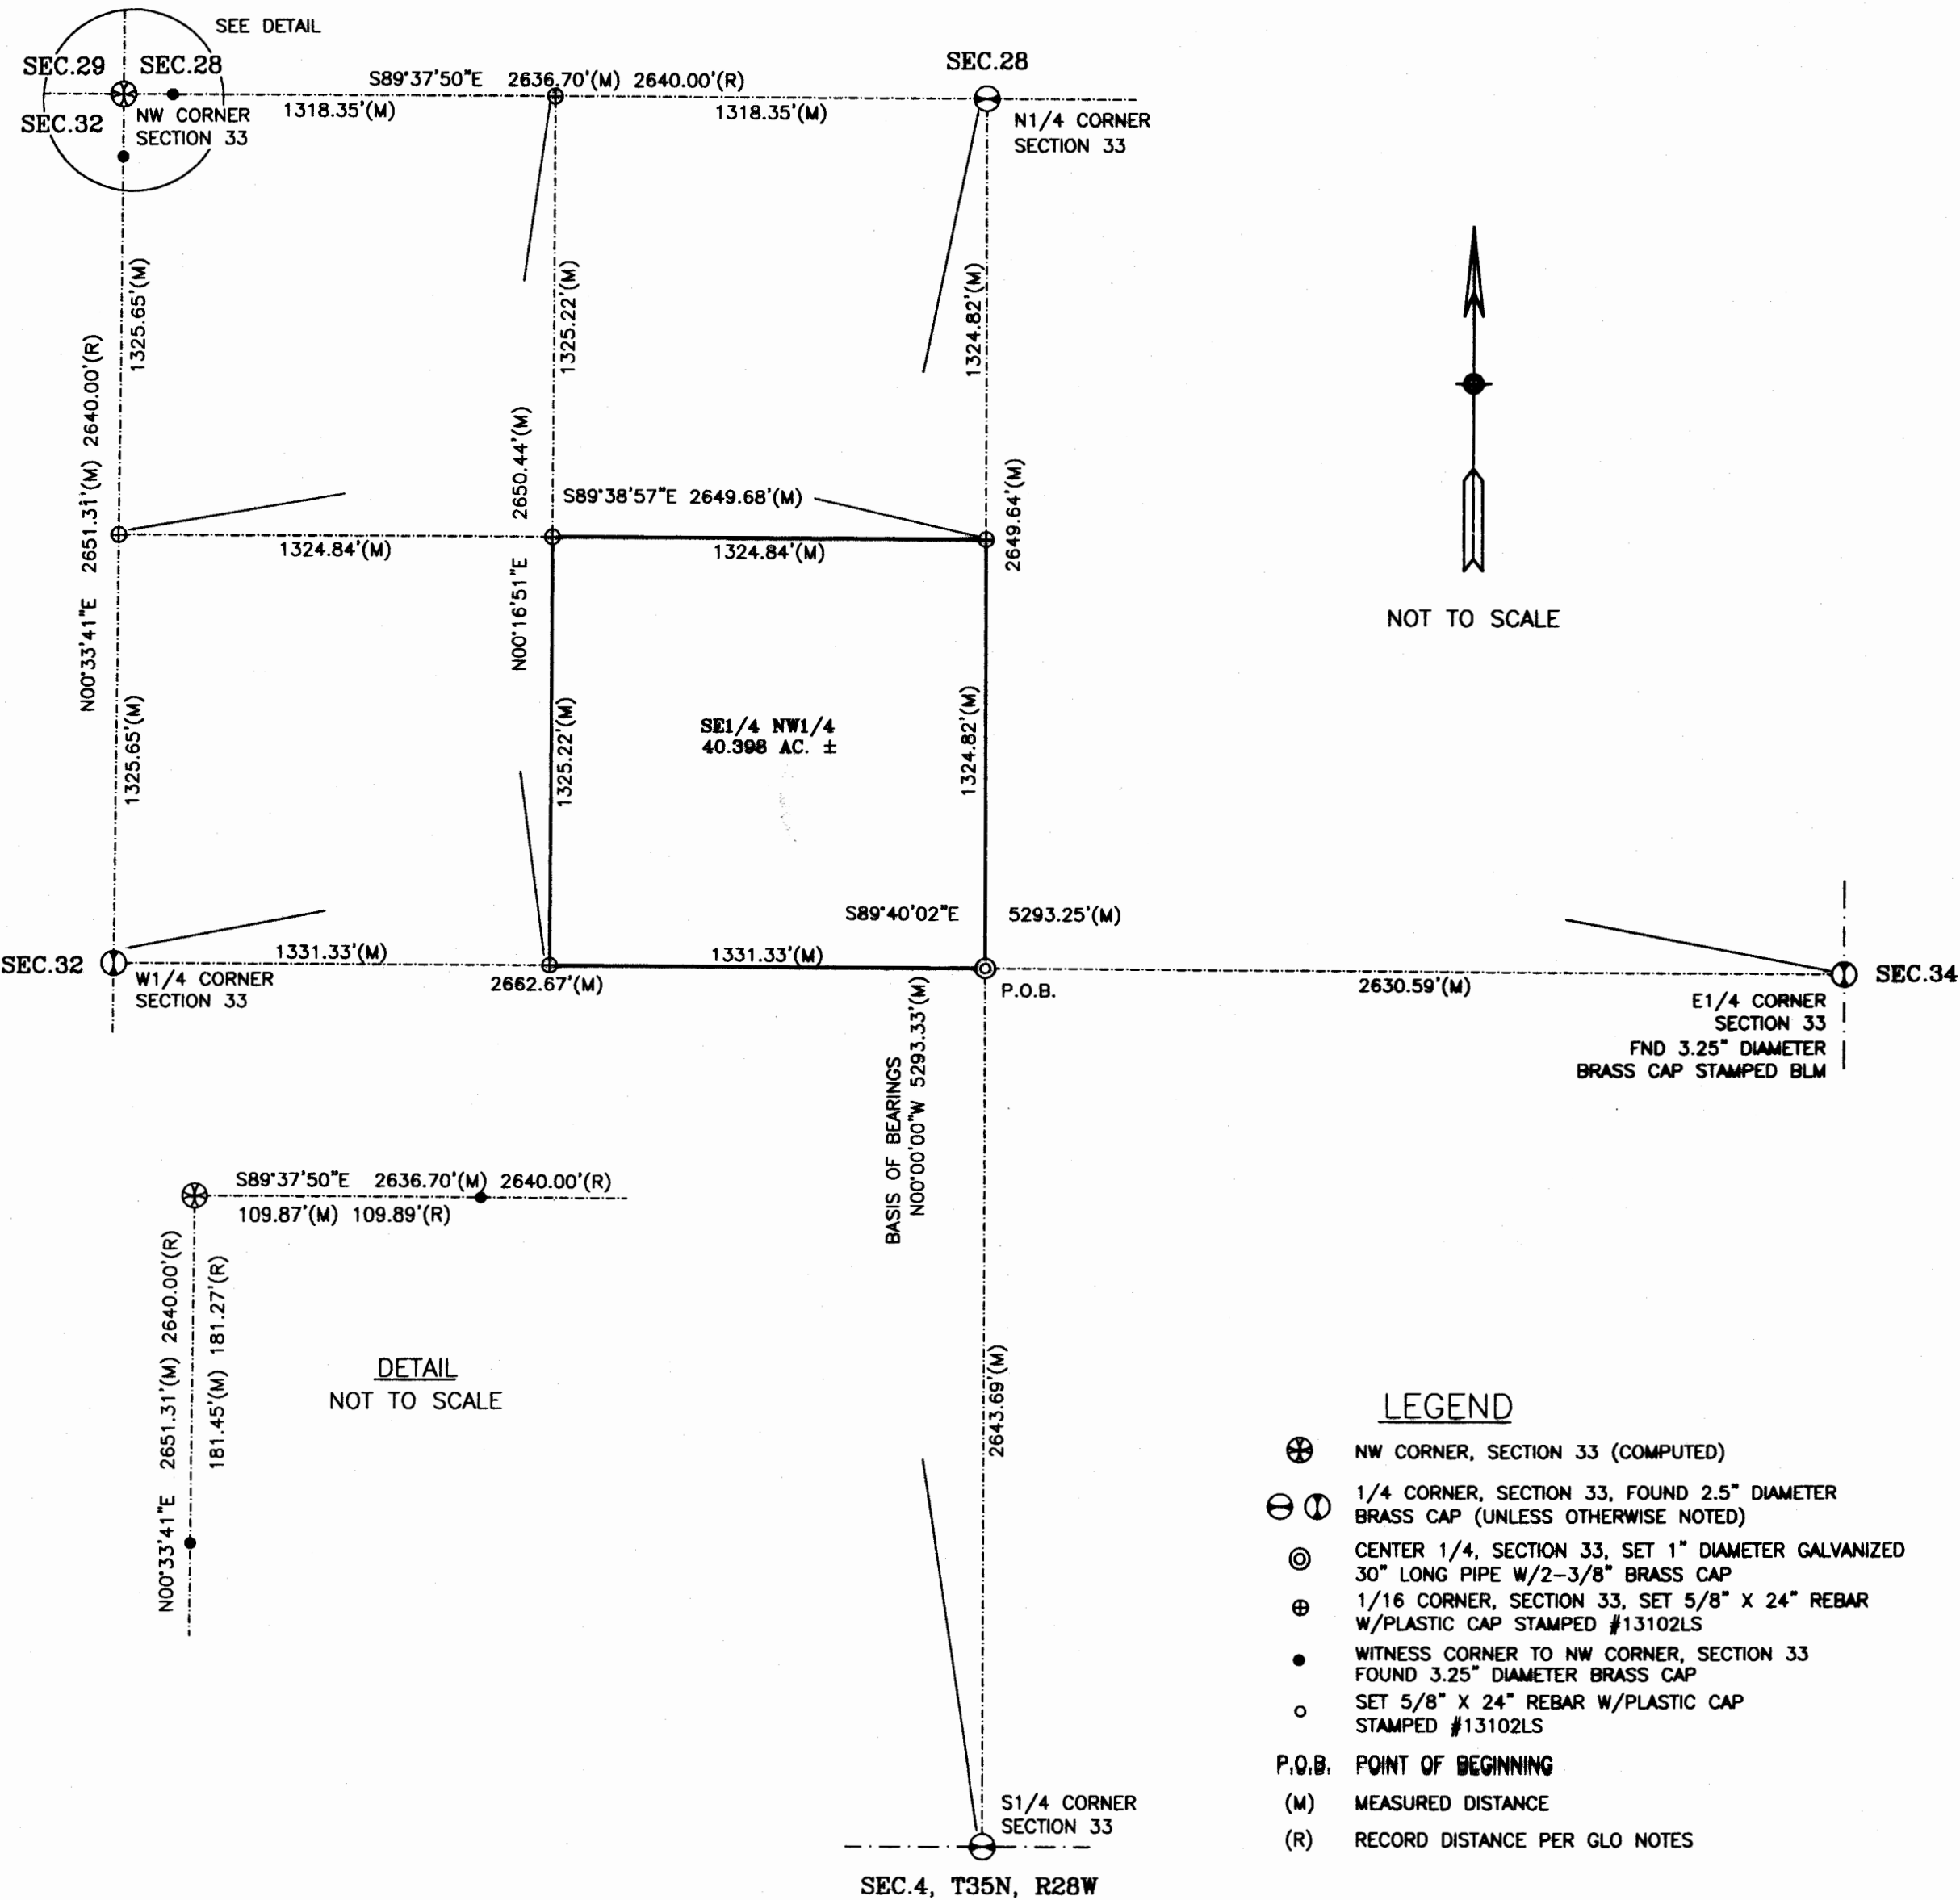 SEE DETAIL
SEC.29
SEC.28
SEC.28
S89°37'50"E 2636.70'(M) 2640.00'(R)
NW CORNER
SECTION 33
1318.35'(M)
1318.35'(M)
SEC.32
N1/4 CORNER
SECTION 33
1325.65'(M)
1325.22'(M)
1324.82'(M)
N00°33'41"E 2651.31'(M) 2640.00'(R)
N00°16'51"E 2650.44'(M)
2649.64'(M)
S89°38'57"E 2649.68'(M)
1324.84'(M)
1324.84'(M)
NOT TO SCALE
1325.65'(M)
1325.22'(M)
1324.82'(M)
SE1/4 NW1/4
40.398 AC. ±
S89°40'02"E 5293.25'(M)
SEC.32
W1/4 CORNER
SECTION 33
1331.33'(M)
1331.33'(M)
2662.67'(M)
P.O.B.
2630.59'(M)
SEC.34
E1/4 CORNER
SECTION 33
FND 3.25" DIAMETER
BRASS CAP STAMPED BLM
BASIS OF BEARINGS
N00°00'00"W 5293.33'(M)
S89°37'50"E 2636.70'(M) 2640.00'(R)
109.87'(M) 109.89'(R)
N00°33'41"E 2651.31'(M) 2640.00'(R)
181.45'(M) 181.27'(R)
DETAIL
NOT TO SCALE
2643.69'(M)
S1/4 CORNER
SECTION 33
SEC.4, T35N, R28W
LEGEND
NW CORNER, SECTION 33 (COMPUTED)
1/4 CORNER, SECTION 33, FOUND 2.5" DIAMETER
BRASS CAP (UNLESS OTHERWISE NOTED)
CENTER 1/4, SECTION 33, SET 1" DIAMETER GALVANIZED
30" LONG PIPE W/2-3/8" BRASS CAP
1/16 CORNER, SECTION 33, SET 5/8" X 24" REBAR
W/PLASTIC CAP STAMPED #13102LS
WITNESS CORNER TO NW CORNER, SECTION 33
FOUND 3.25" DIAMETER BRASS CAP
SET 5/8" X 24" REBAR W/PLASTIC CAP
STAMPED #13102LS
P.O.B. POINT OF BEGINNING
(M) MEASURED DISTANCE
(R) RECORD DISTANCE PER GLO NOTES